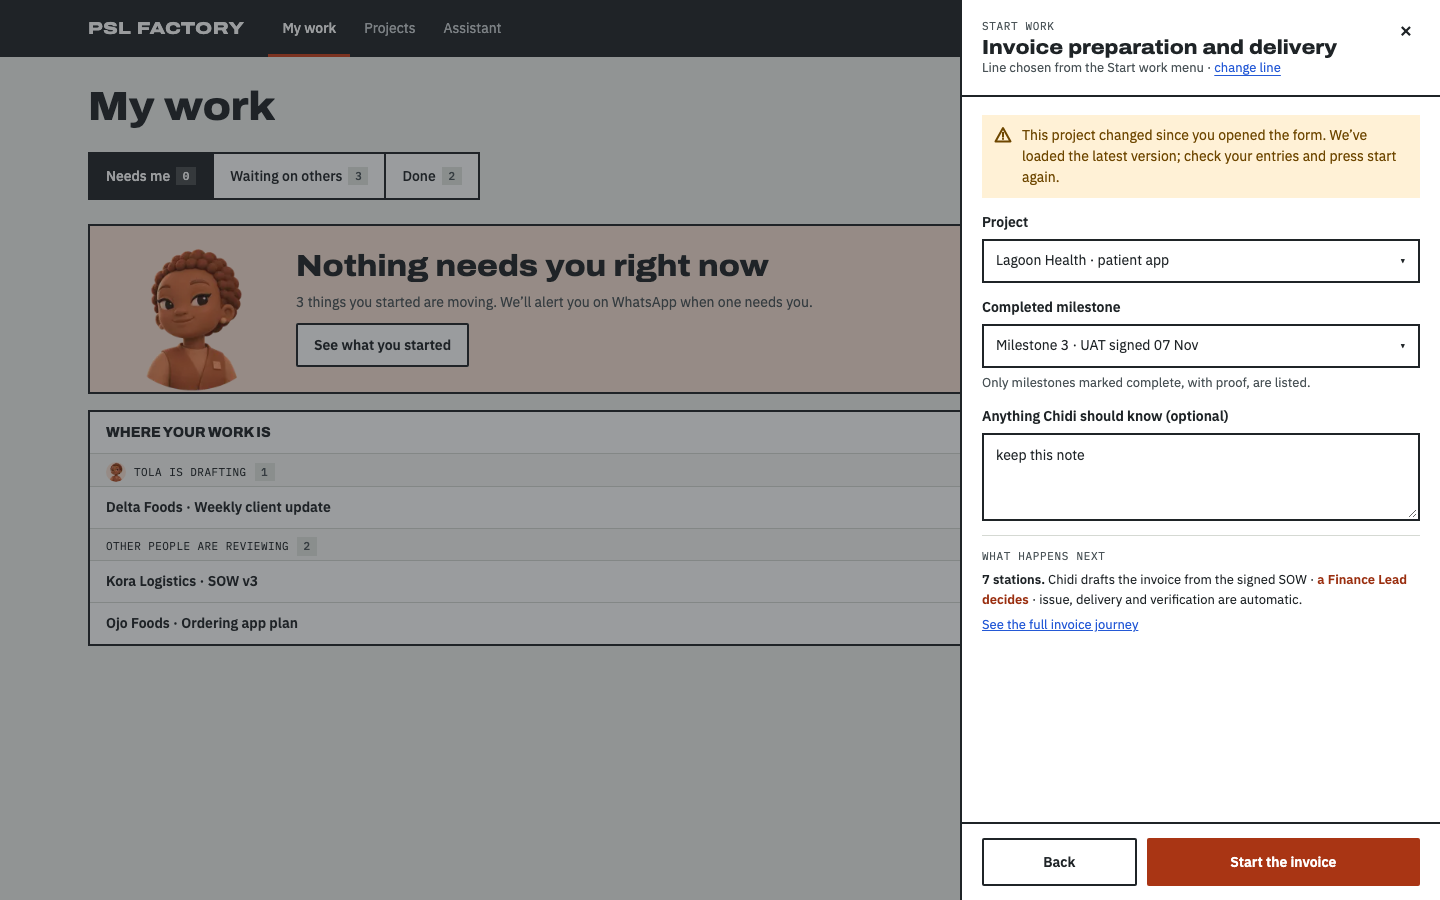 PSL FACTORY
My work
Projects
Assistant
My work
Needs me 0
Waiting on others 3
Done 2
Nothing needs you right now
3 things you started are moving. We’ll alert you on WhatsApp when one needs you.
See what you started
WHERE YOUR WORK IS
TOLA IS DRAFTING 1
Delta Foods · Weekly client update
OTHER PEOPLE ARE REVIEWING 2
Kora Logistics · SOW v3
Ojo Foods · Ordering app plan
START WORK
Invoice preparation and delivery
Line chosen from the Start work menu · change line
This project changed since you opened the form. We’ve
loaded the latest version; check your entries and press start
again.
Project
Lagoon Health · patient app
Completed milestone
Milestone 3 · UAT signed 07 Nov
Only milestones marked complete, with proof, are listed.
Anything Chidi should know (optional)
keep this note
WHAT HAPPENS NEXT
7 stations. Chidi drafts the invoice from the signed SOW · a Finance Lead
decides · issue, delivery and verification are automatic.
See the full invoice journey
Back
Start the invoice